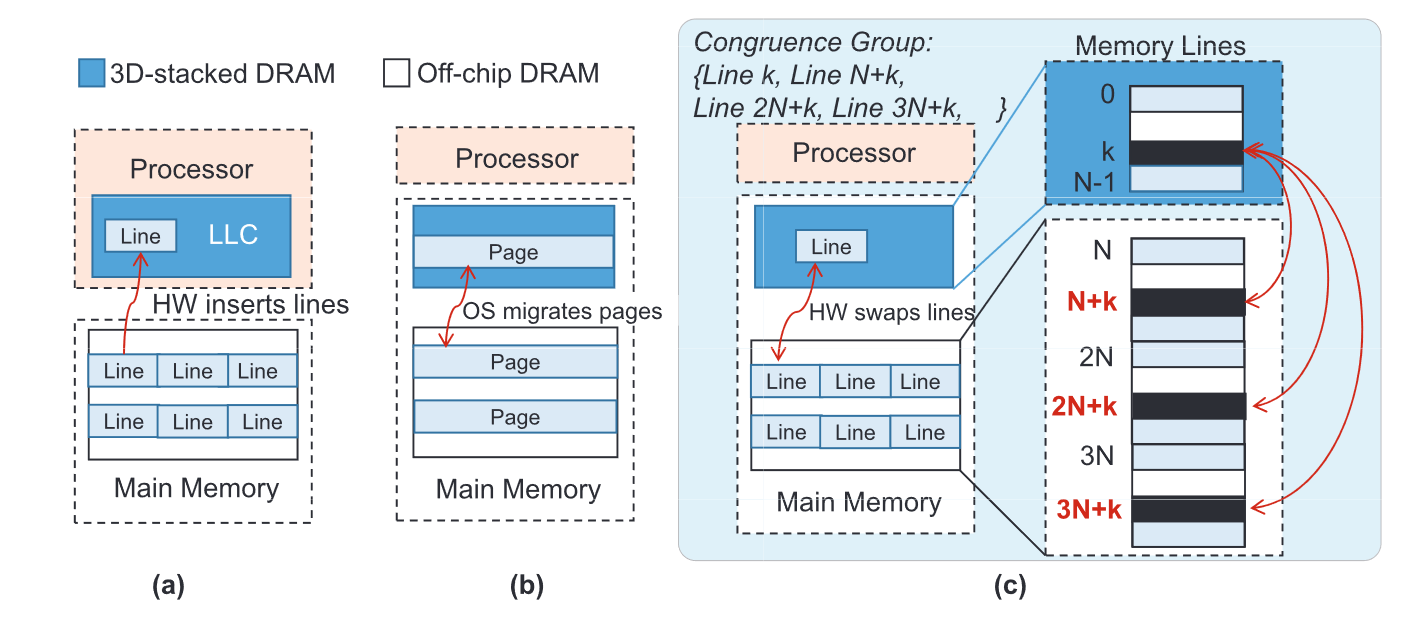 3D-stacked DRAM
Off-chip DRAM
Processor
Line
LLC
HW inserts lines
Line Line Line
Line Line Line
Main Memory
(a)
Processor
Page
OS migrates pages
Page
Page
Main Memory
(b)
Congruence Group:
{Line k, Line N+k,
Line 2N+k, Line 3N+k, }
Processor
Line
HW swaps lines
Line Line Line
Line Line Line
Main Memory
Memory Lines
0
k
N-1
N
N+k
2N
2N+k
3N
3N+k
(c)